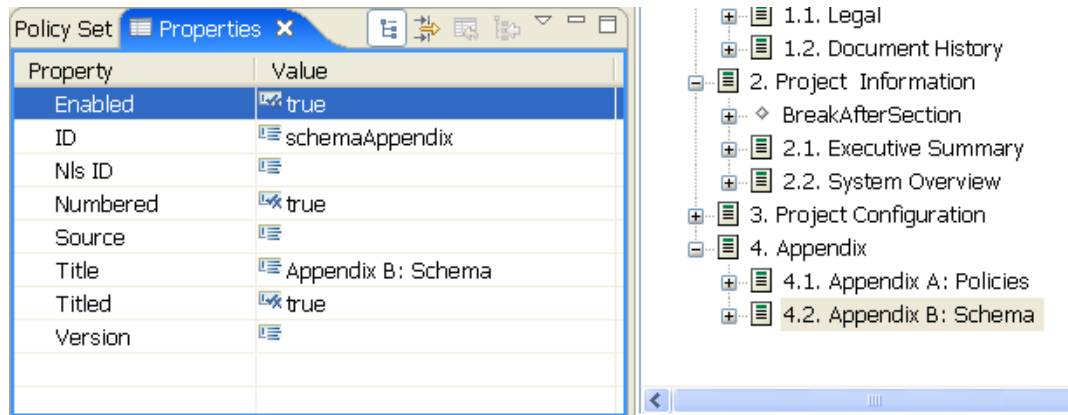 Policy Set Properties
Property Value
Enabled true
ID schemaAppendix
Nls ID
Numbered true
Source
Title Appendix B: Schema
Titled true
Version
1.1. Legal
1.2. Document History
2. Project Information
BreakAfterSection
2.1. Executive Summary
2.2. System Overview
3. Project Configuration
4. Appendix
4.1. Appendix A: Policies
4.2. Appendix B: Schema